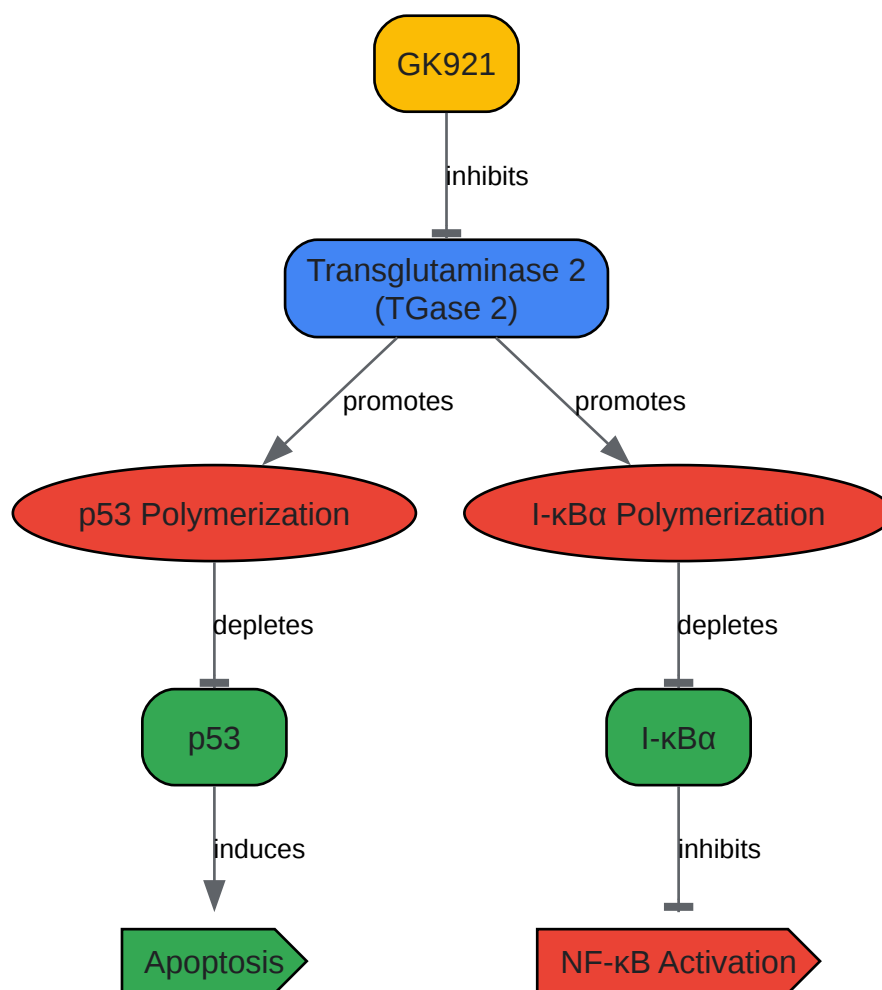 GK921
inhibits
Transglutaminase 2
(TGase 2)
promotes
promotes
p53 Polymerization
I-κBα Polymerization
depletes
depletes
p53
I-κBα
induces
inhibits
Apoptosis
NF-κB Activation